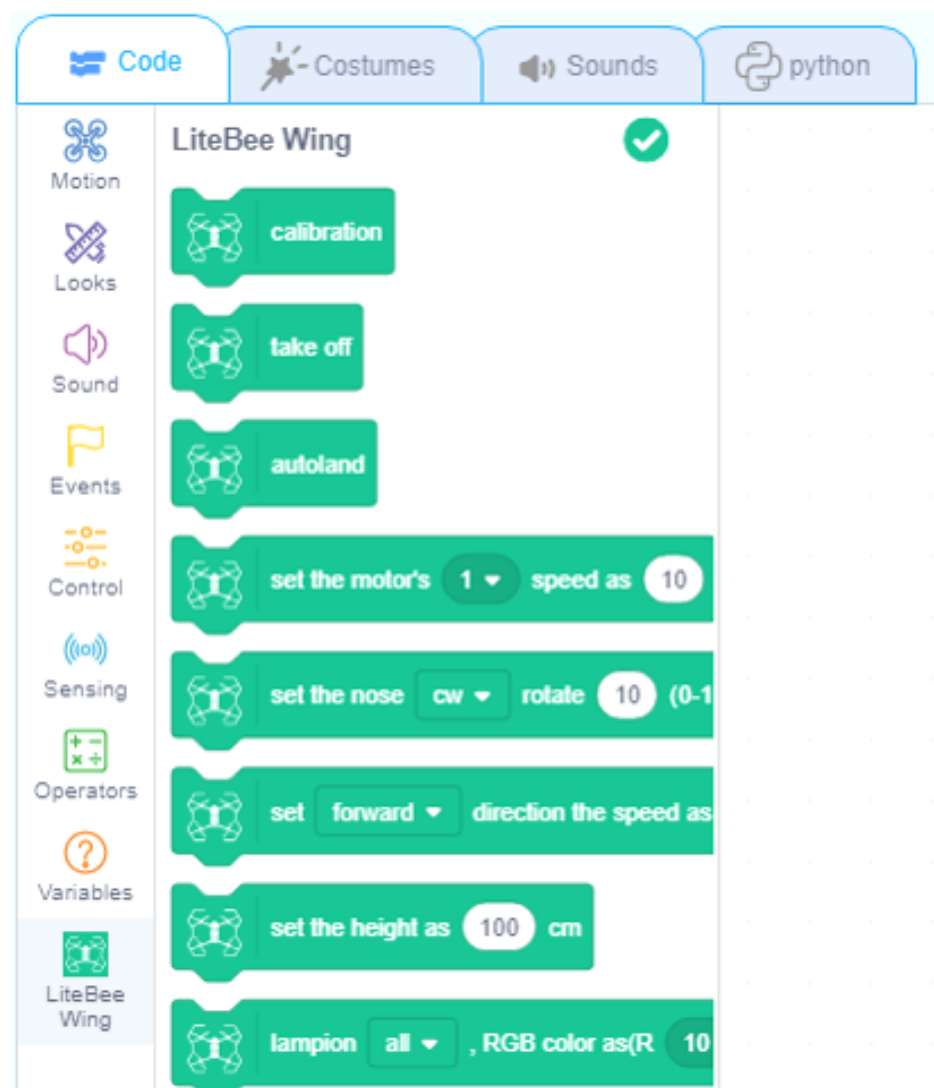 Code Costumes Sounds python
Motion
Looks
Sound
Events
Control
Sensing
Operators
Variables
LiteBee
Wing
LiteBee Wing
calibration
take off
autoland
set the motor's 1 speed as 10
set the nose cw rotate 10 (0-1
set forward direction the speed as
set the height as 100 cm
lampion all , RGB color as(R 10